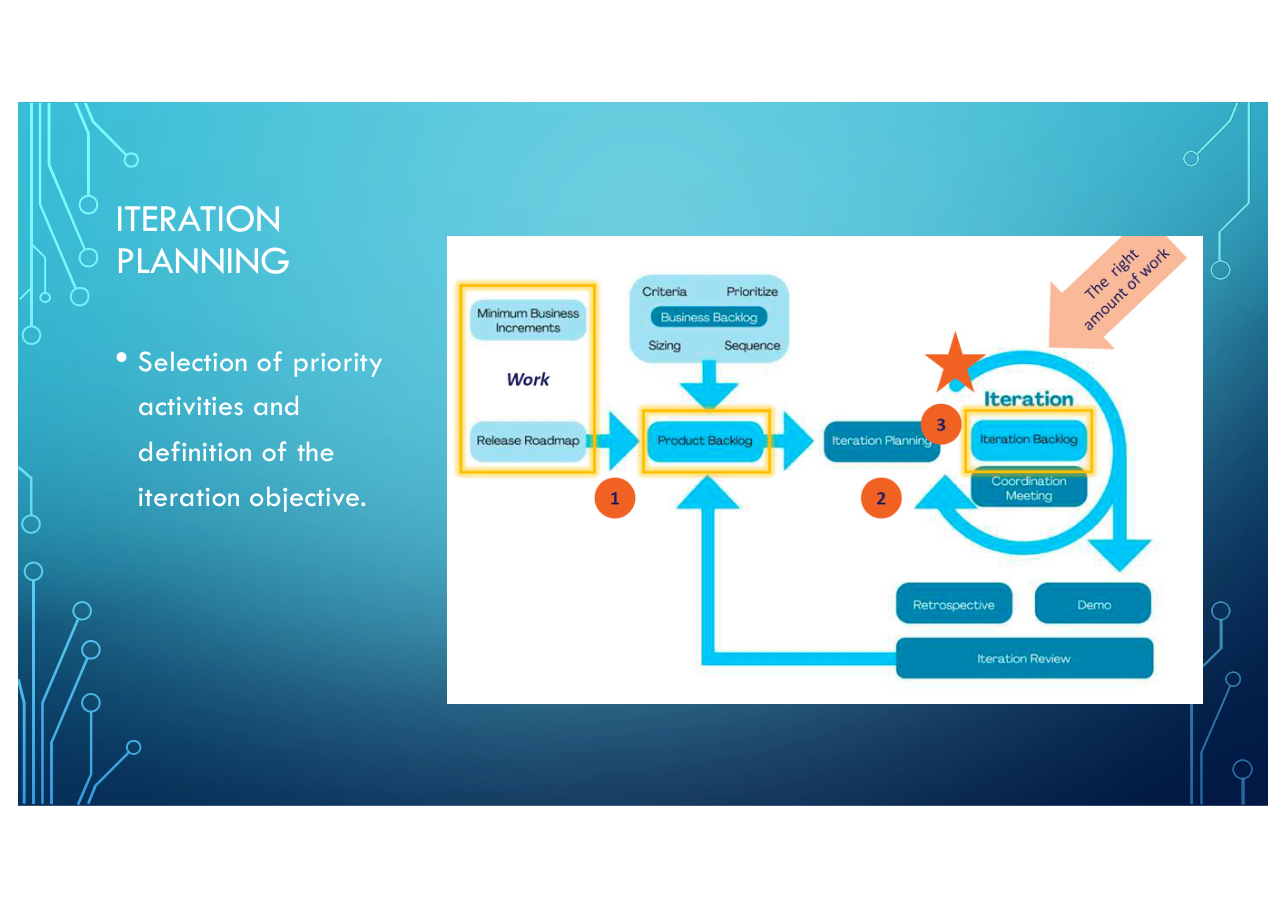 ITERATION
PLANNING
• Selection of priority
activities and
definition of the
iteration objective.
Minimum Business
Increments
Work
Release Roadmap
1
Criteria Prioritize
Business Backlog
Sizing Sequence
Product Backlog
Iteration Planning
2
3
The right
amount of work
Iteration
Iteration Backlog
Coordination
Meeting
Retrospective
Demo
Iteration Review